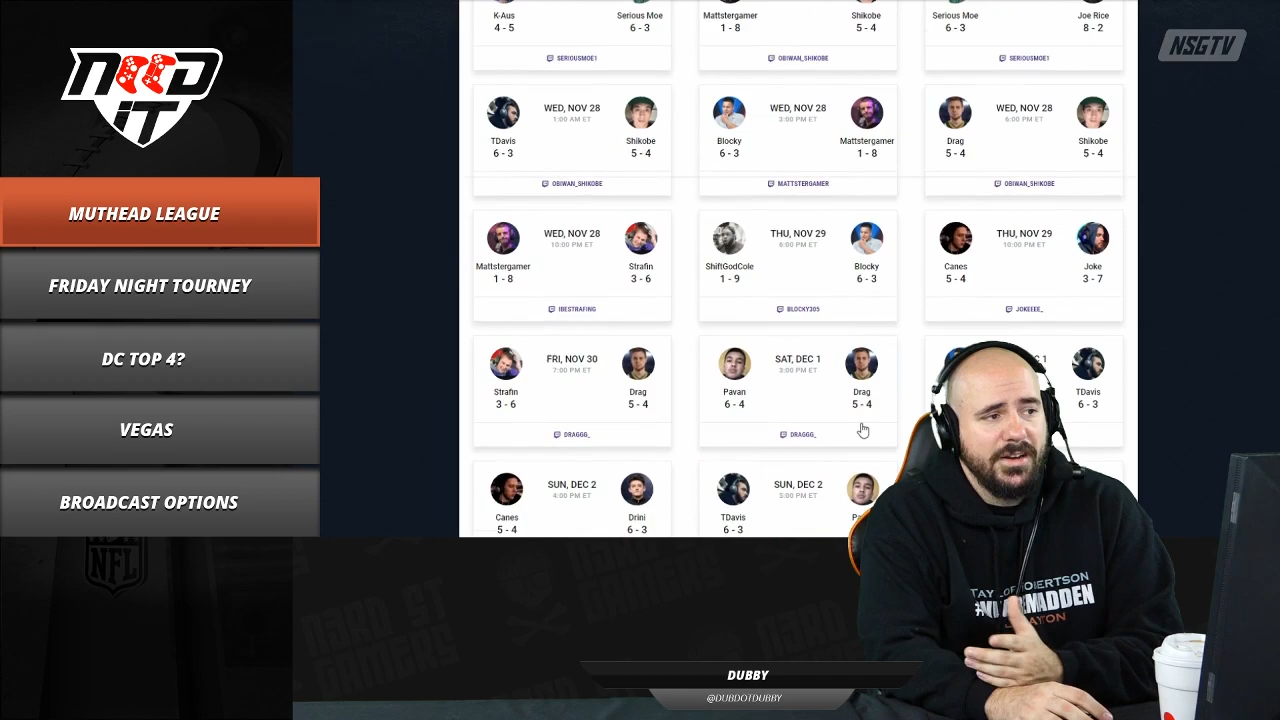 NERD
iT
NSGTV
MUTHEAD LEAGUE
FRIDAY NIGHT TOURNEY
DC TOP 4?
VEGAS
BROADCAST OPTIONS
NFL
K-Aus
4 - 5
Serious Moe
6 - 3
SERIOUSMOE1
Mattstergamer
1 - 8
Shikobe
5 - 4
OBIWAN_SHIKOBE
Serious Moe
6 - 3
Joe Rice
8 - 2
SERIOUSMOE1
WED, NOV 28
1:00 AM ET
TDavis
6 - 3
Shikobe
5 - 4
OBIWAN_SHIKOBE
WED, NOV 28
3:00 PM ET
Blocky
6 - 3
Mattstergamer
1 - 8
MATTSTERGAMER
WED, NOV 28
6:00 PM ET
Drag
5 - 4
Shikobe
5 - 4
OBIWAN_SHIKOBE
WED, NOV 28
10:00 PM ET
Mattstergamer
1 - 8
Strafin
3 - 6
IBESTRAFING
THU, NOV 29
6:00 PM ET
ShiftGodCole
1 - 9
Blocky
6 - 3
BLOCKY305
THU, NOV 29
10:00 PM ET
Canes
5 - 4
Joke
3 - 7
JOKEEEE_
FRI, NOV 30
7:00 PM ET
Strafin
3 - 6
Drag
5 - 4
DRAGGG_
SAT, DEC 1
3:00 PM ET
Pavan
6 - 4
Drag
5 - 4
DRAGGG_
1
ET
TDavis
6 - 3
SUN, DEC 2
4:00 PM ET
Canes
5 - 4
Drini
6 - 3
SUN, DEC 2
5:00 PM ET
TDavis
6 - 3
MAIN ST
GAMERS
DUBBY
@DUBDOTDUBBY